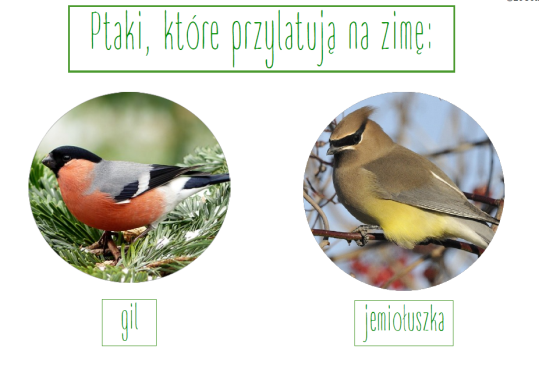 Ptaki, które przylatują na zimę:
gil
jemiołuszka